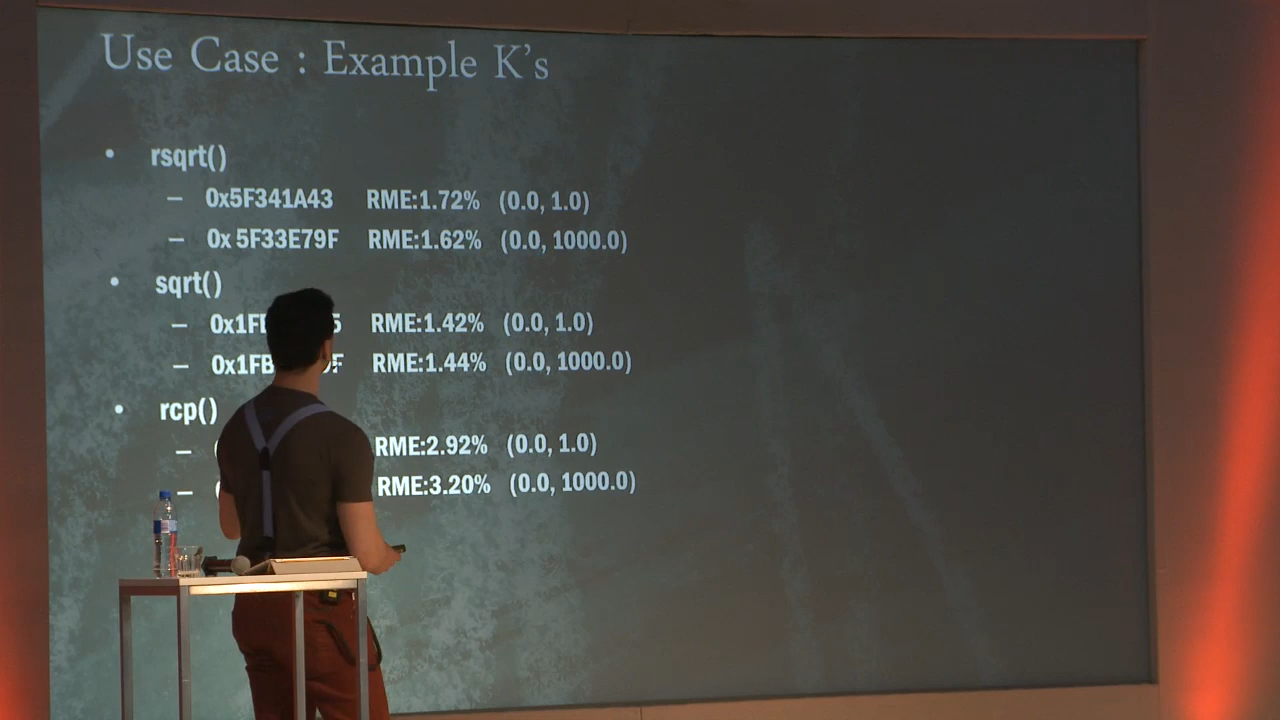 Use Case : Example K's
• rsqrt()
– 0x5F341A43 RME:1.72% (0.0, 1.0)
– 0x 5F33E79F RME:1.62% (0.0, 1000.0)
• sqrt()
– RME:1.42% (0.0, 1.0)
– RME:1.44% (0.0, 1000.0)
• rcp()
– RME:2.92% (0.0, 1.0)
– RME:3.20% (0.0, 1000.0)